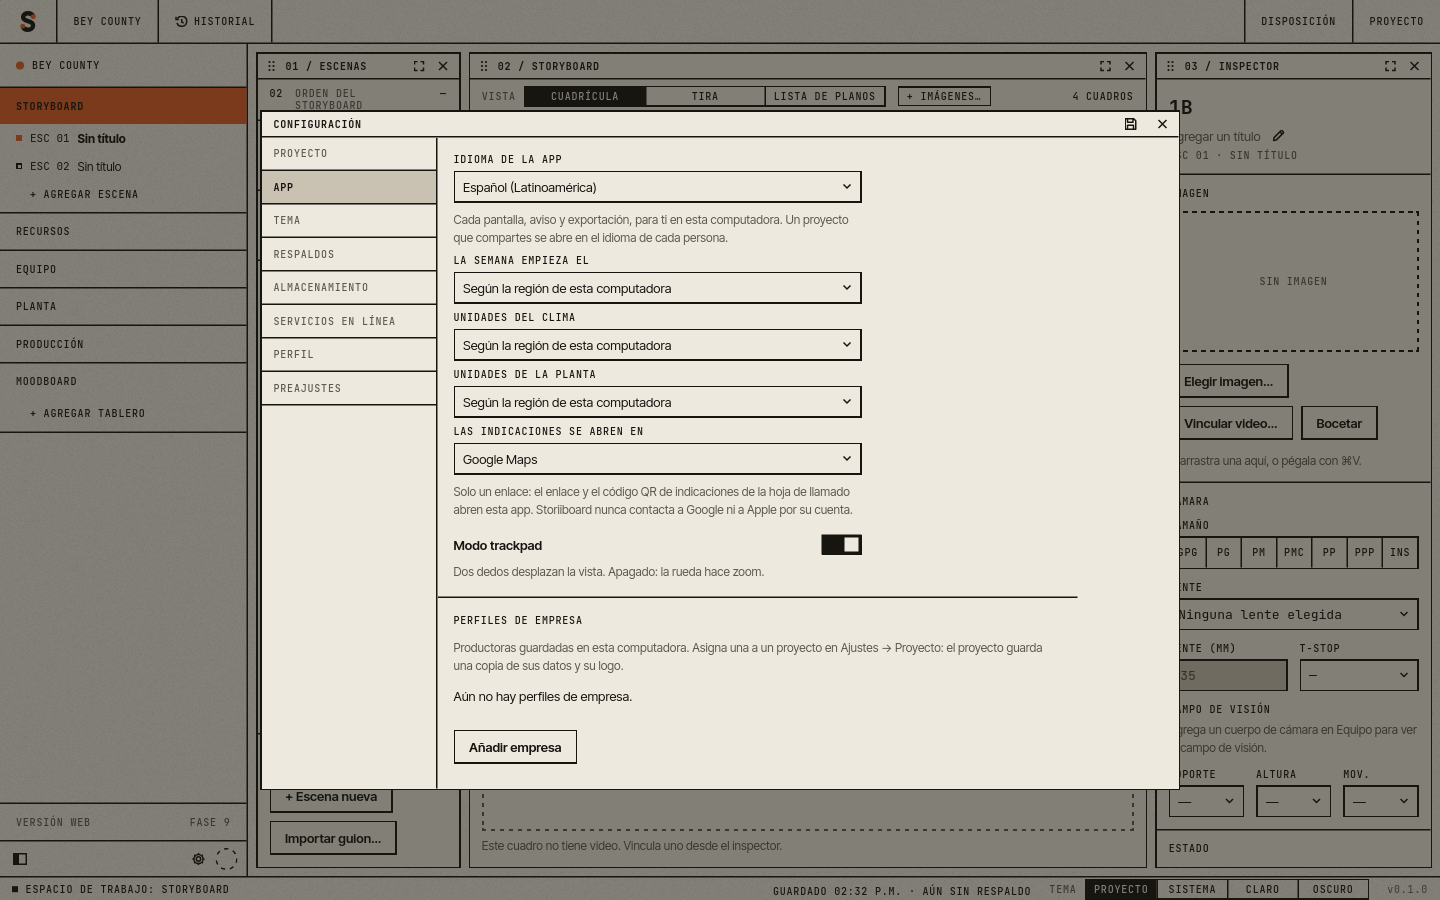 S
BEY COUNTY
HISTORIAL
DISPOSICIÓN
PROYECTO
BEY COUNTY
STORYBOARD
ESC 01 Sin título
ESC 02 Sin título
+ AGREGAR ESCENA
RECURSOS
EQUIPO
PLANTA
PRODUCCIÓN
MOODBOARD
+ AGREGAR TABLERO
VERSIÓN WEB
FASE 9
01 / ESCENAS
02 ORDEN DEL
STORYBOARD
—
+ Escena nueva
Importar guion…
02 / STORYBOARD
VISTA
CUADRÍCULA
TIRA
LISTA DE PLANOS
+ IMÁGENES…
4 CUADROS
Este cuadro no tiene video. Vincula uno desde el inspector.
CONFIGURACIÓN
PROYECTO
APP
TEMA
RESPALDOS
ALMACENAMIENTO
SERVICIOS EN LÍNEA
PERFIL
PREAJUSTES
IDIOMA DE LA APP
Español (Latinoamérica)
Cada pantalla, aviso y exportación, para ti en esta computadora. Un proyecto
que compartes se abre en el idioma de cada persona.
LA SEMANA EMPIEZA EL
Según la región de esta computadora
UNIDADES DEL CLIMA
Según la región de esta computadora
UNIDADES DE LA PLANTA
Según la región de esta computadora
LAS INDICACIONES SE ABREN EN
Google Maps
Solo un enlace: el enlace y el código QR de indicaciones de la hoja de llamado
abren esta app. Storiiboard nunca contacta a Google ni a Apple por su cuenta.
Modo trackpad
Dos dedos desplazan la vista. Apagado: la rueda hace zoom.
PERFILES DE EMPRESA
Productoras guardadas en esta computadora. Asigna una a un proyecto en Ajustes → Proyecto: el proyecto guarda
una copia de sus datos y su logo.
Aún no hay perfiles de empresa.
Añadir empresa
03 / INSPECTOR
1B
gregar un título
SC 01 · SIN TÍTULO
AGEN
SIN IMAGEN
Elegir imagen…
Vincular video…
Bocetar
arrastra una aquí, o pégala con ⌘V.
MARA
MAÑO
GPG
PG
PM
PMC
PP
PPP
INS
ENTE
Ninguna lente elegida
ENTE (MM)
T-STOP
35
—
MPO DE VISIÓN
grega un cuerpo de cámara en Equipo para ver
campo de visión.
PORTE
ALTURA
MOV.
—
—
—
ESTADO
ESPACIO DE TRABAJO: STORYBOARD
GUARDADO 02:32 P.M. · AÚN SIN RESPALDO
TEMA
PROYECTO
SISTEMA
CLARO
OSCURO
v0.1.0